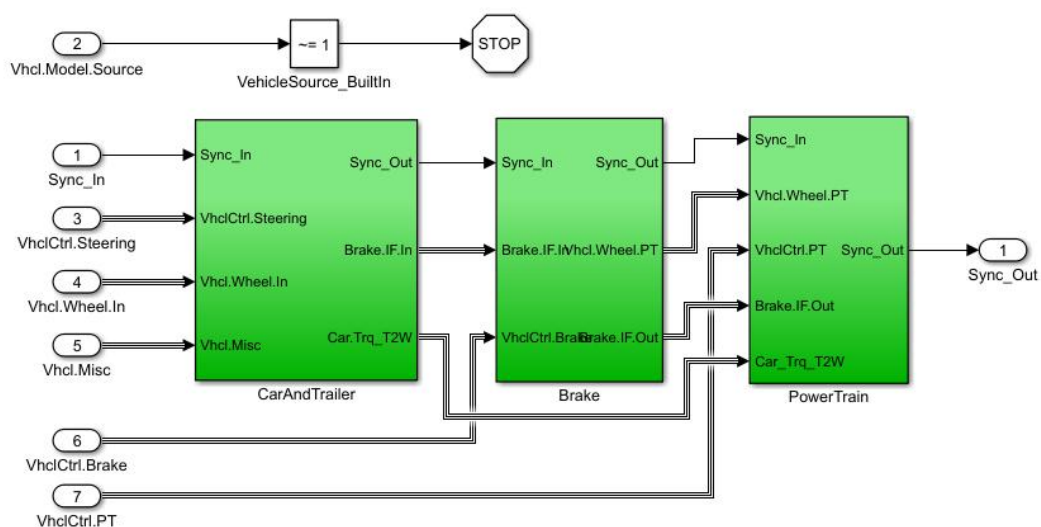 2
Vhcl.Model.Source
~= 1
VehicleSource_BuiltIn
STOP
1
Sync_In
3
VhclCtrl.Steering
4
Vhcl.Wheel.In
5
Vhcl.Misc
6
VhclCtrl.Brake
7
VhclCtrl.PT
Sync_In
VhclCtrl.Steering
Vhcl.Wheel.In
Vhcl.Misc
Sync_Out
Brake.IF.In
Car.Trq_T2W
CarAndTrailer
Sync_In
Brake.IF.In
VhclCtrl.Brake
Sync_Out
Vhcl.Wheel.PT
Brake.IF.Out
Brake
Sync_In
Vhcl.Wheel.PT
VhclCtrl.PT
Brake.IF.Out
Car_Trq_T2W
Sync_Out
PowerTrain
1
Sync_Out